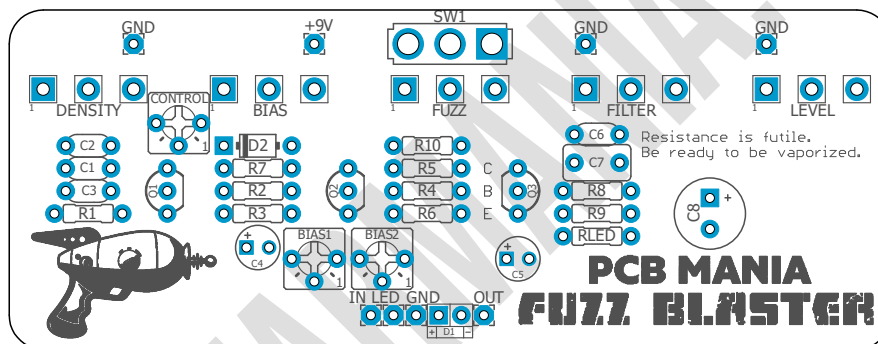 SW1
GND +9V GND GND
1 1 1 1 1
DENSITY CONTROL BIAS FUZZ FILTER LEVEL
1
C2 D2 R10 C6 Resistance is futile.
C1 R7 R5 C C7 Be ready to be vaporized.
C3 Q1 R2 Q2 R4 B Q3 R8
R1 R3 R6 E R9 C8 +
RLED
+ C4 BIAS1 BIAS2 + C5
1 1
PCB MANIA
FUZZ BLASTER
IN LED GND OUT
+ D1 -
MANIA.